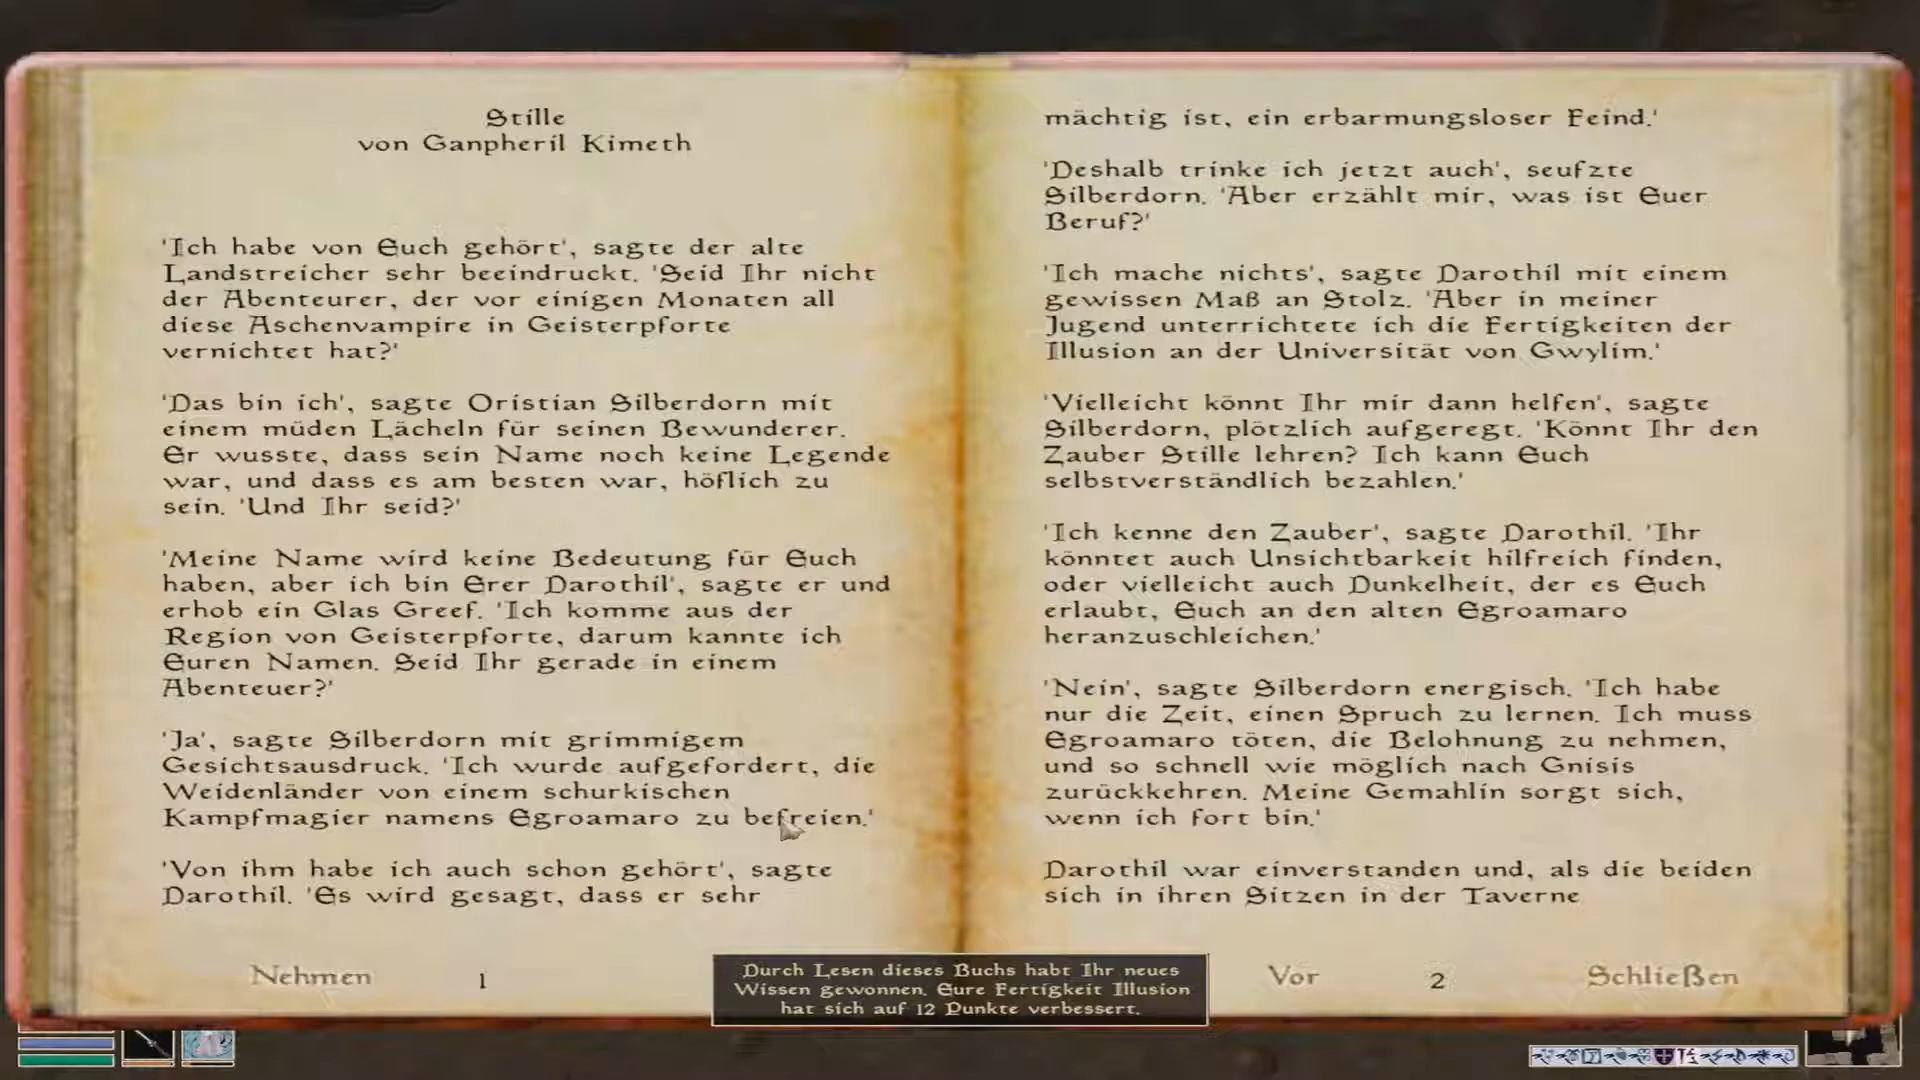 Stille
von Ganpheril Kimeth
'Ich habe von Euch gehört', sagte der alte
Landstreicher sehr beeindruckt. 'Seid Ihr nicht
der Abenteurer, der vor einigen Monaten all
diese Aschenvampire in Geisterpforte
vernichtet hat?'
'Das bin ich', sagte Oristian Silberdorn mit
einem müden Lächeln für seinen Bewunderer.
Er wusste, dass sein Name noch keine Legende
war, und dass es am besten war, höflich zu
sein. 'Und Ihr seid?'
'Meine Name wird keine Bedeutung für Euch
haben, aber ich bin Erer Darothil', sagte er und
erhob ein Glas Greef. 'Ich komme aus der
Region von Geisterpforte, darum kannte ich
Euren Namen. Seid Ihr gerade in einem
Abenteuer?'
'Ja', sagte Silberdorn mit grimmigem
Gesichtsausdruck. 'Ich wurde aufgefordert, die
Weidenländer von einem schurkischen
Kampfmagier namens Egroamaro zu befreien.'
'Von ihm habe ich auch schon gehört', sagte
Darothil. 'Es wird gesagt, dass er sehr
mächtig ist, ein erbarmungsloser Feind.'
'Deshalb trinke ich jetzt auch', seufzte
Silberdorn. 'Aber erzählt mir, was ist Euer
Beruf?'
'Ich mache nichts', sagte Darothil mit einem
gewissen Maß an Stolz. 'Aber in meiner
Jugend unterrichtete ich die Fertigkeiten der
Illusion an der Universität von Gwylim.'
'Vielleicht könnt Ihr mir dann helfen', sagte
Silberdorn, plötzlich aufgeregt. 'Könnt Ihr den
Zauber Stille lehren? Ich kann Euch
selbstverständlich bezahlen.'
'Ich kenne den Zauber', sagte Darothil. 'Ihr
könntet auch Unsichtbarkeit hilfreich finden,
oder vielleicht auch Dunkelheit, der es Euch
erlaubt, Euch an den alten Egroamaro
heranzuschleichen.'
'Nein', sagte Silberdorn energisch. 'Ich habe
nur die Zeit, einen Spruch zu lernen. Ich muss
Egroamaro töten, die Belohnung zu nehmen,
und so schnell wie möglich nach Gnisis
zurückkehren. Meine Gemahlin sorgt sich,
wenn ich fort bin.'
Darothil war einverstanden und, als die beiden
sich in ihren Sitzen in der Taverne
Nehmen 1
Durch Lesen dieses Buchs habt Ihr neues
Wissen gewonnen. Eure Fertigkeit Illusion
hat sich auf 12 Punkte verbessert.
Vor 2 Schließen